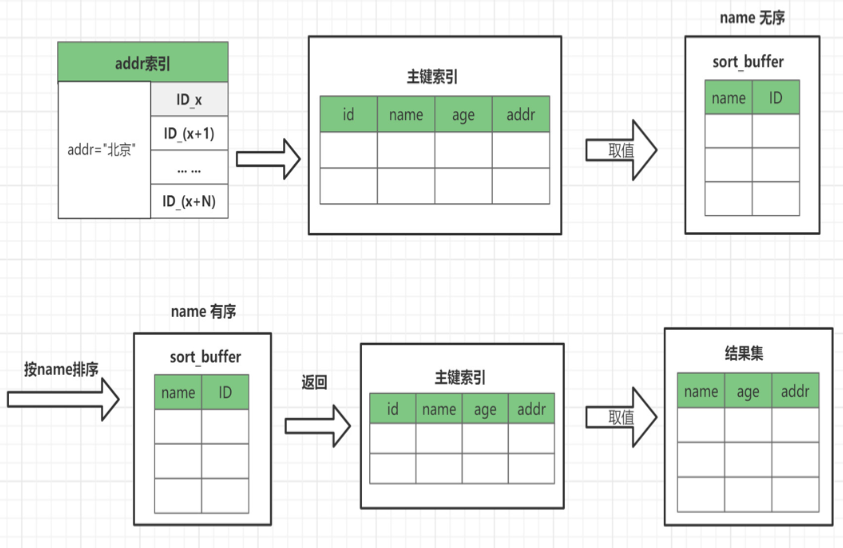 name 无序
addr索引
主键索引
sort_buffer
id name age addr
name ID
ID_x
ID_(x+1)
addr="北京"
... ...
ID_(x+N)
取值
name 有序
按name排序
sort_buffer
name ID
返回
主键索引
id name age addr
取值
结果集
name age addr